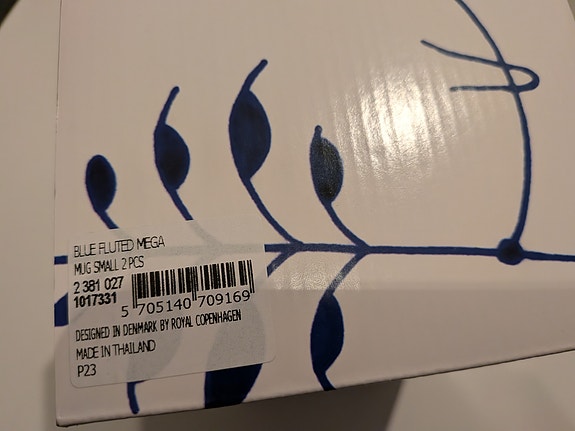 BLUE FLUTED MEGA
MUG SMALL 2 PCS
2 381 027
1017331
5 705140 709169
DESIGNED IN DENMARK BY ROYAL COPENHAGEN
MADE IN THAILAND
P23